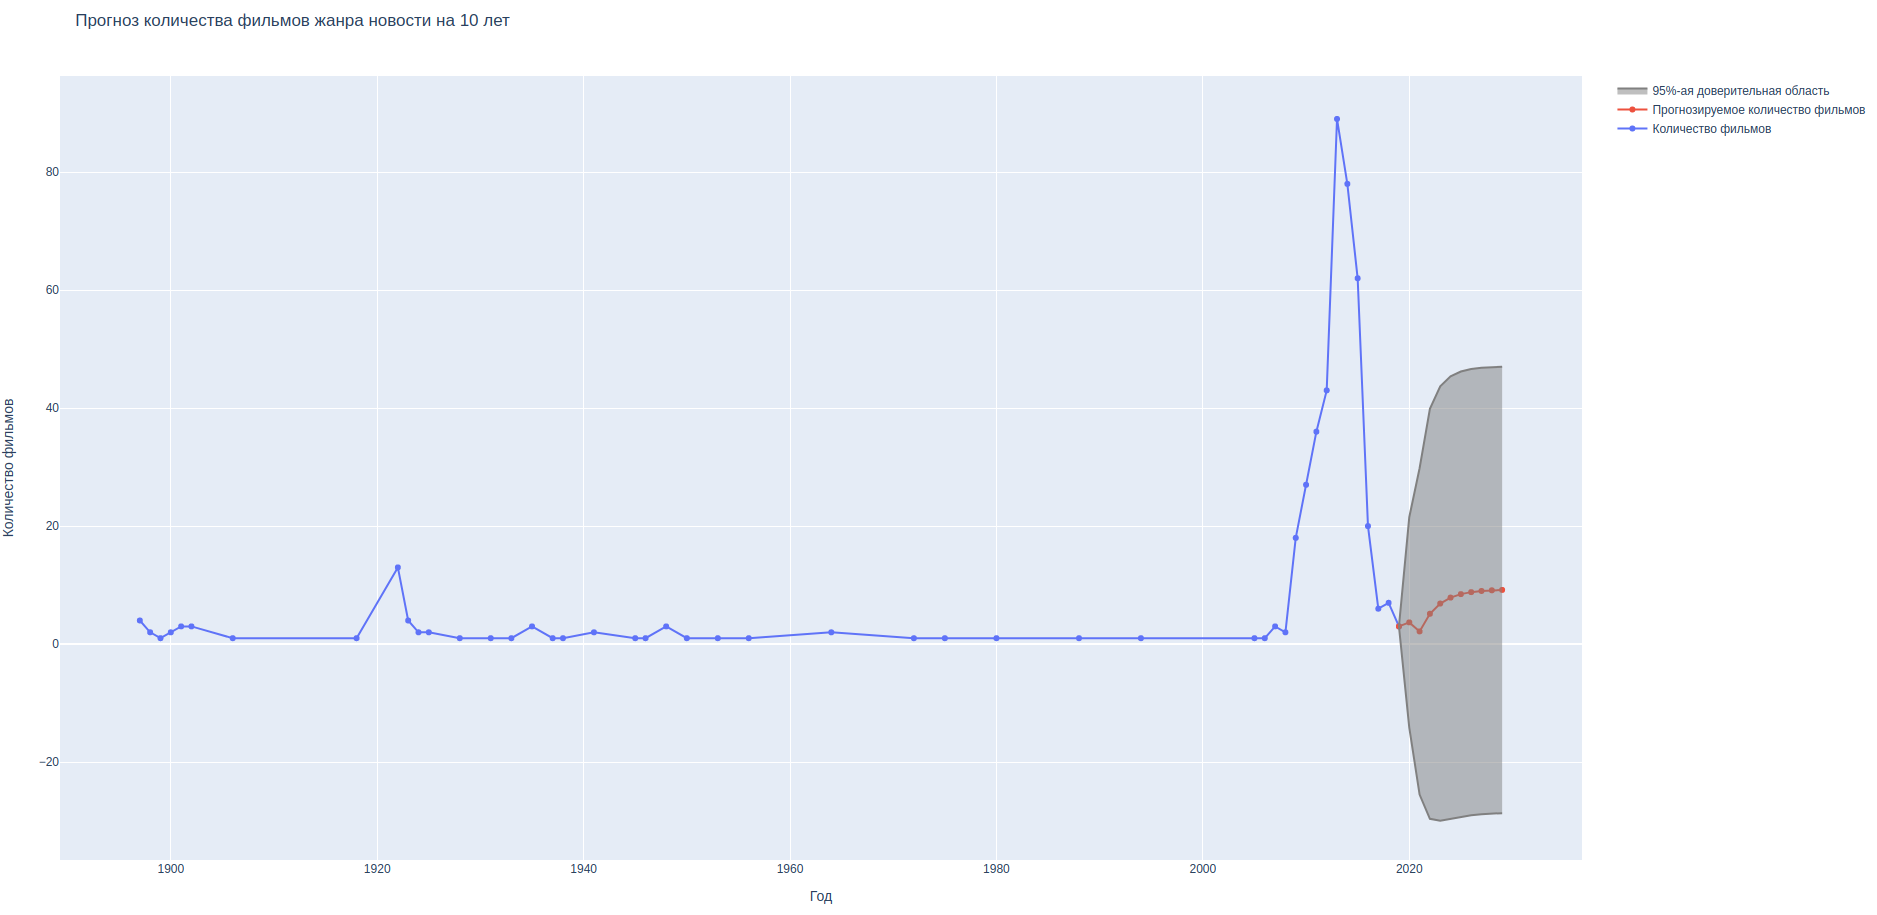 Прогноз количества фильмов жанра новости на 10 лет
95%-ая доверительная область
Прогнозируемое количество фильмов
Количество фильмов
Количество фильмов
80
60
40
20
0
−20
1900
1920
1940
1960
1980
2000
2020
Год